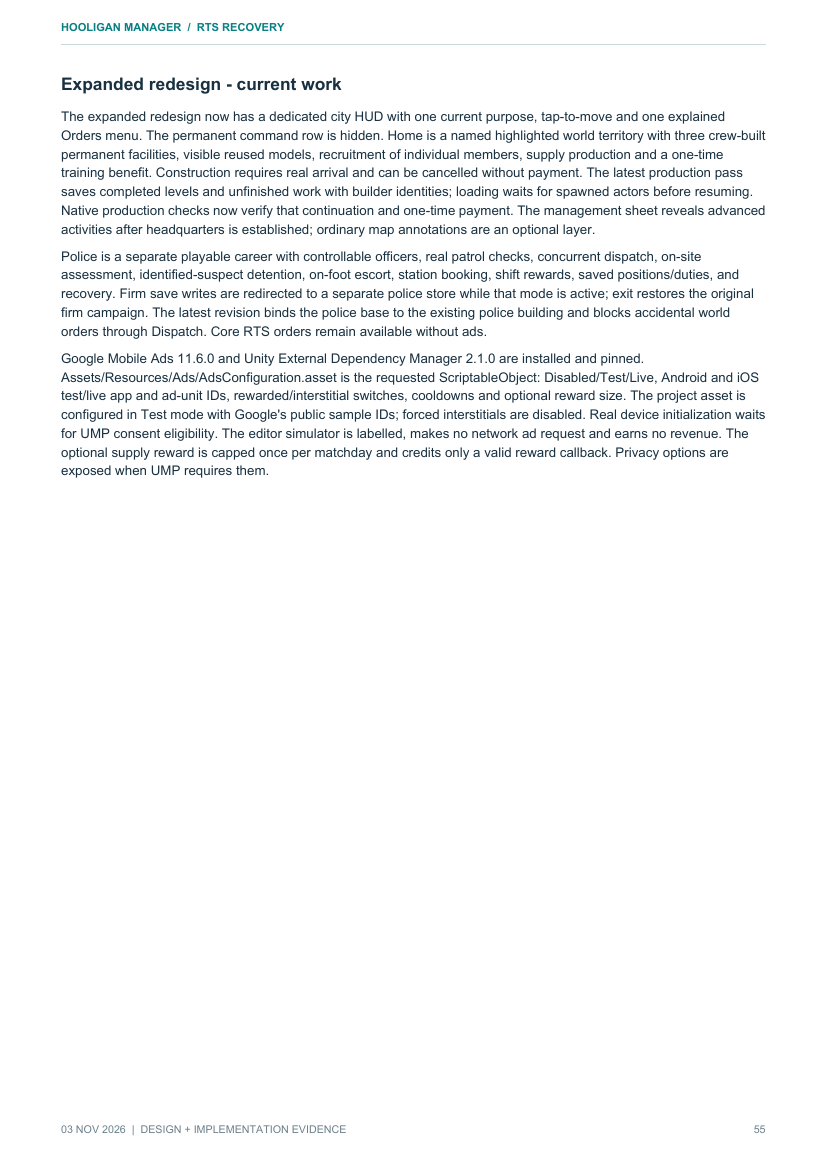 HOOLIGAN MANAGER / RTS RECOVERY
Expanded redesign - current work
The expanded redesign now has a dedicated city HUD with one current purpose, tap-to-move and one explained
Orders menu. The permanent command row is hidden. Home is a named highlighted world territory with three crew-built
permanent facilities, visible reused models, recruitment of individual members, supply production and a one-time
training benefit. Construction requires real arrival and can be cancelled without payment. The latest production pass
saves completed levels and unfinished work with builder identities; loading waits for spawned actors before resuming.
Native production checks now verify that continuation and one-time payment. The management sheet reveals advanced
activities after headquarters is established; ordinary map annotations are an optional layer.
Police is a separate playable career with controllable officers, real patrol checks, concurrent dispatch, on-site
assessment, identified-suspect detention, on-foot escort, station booking, shift rewards, saved positions/duties, and
recovery. Firm save writes are redirected to a separate police store while that mode is active; exit restores the original
firm campaign. The latest revision binds the police base to the existing police building and blocks accidental world
orders through Dispatch. Core RTS orders remain available without ads.
Google Mobile Ads 11.6.0 and Unity External Dependency Manager 2.1.0 are installed and pinned.
Assets/Resources/Ads/AdsConfiguration.asset is the requested ScriptableObject: Disabled/Test/Live, Android and iOS
test/live app and ad-unit IDs, rewarded/interstitial switches, cooldowns and optional reward size. The project asset is
configured in Test mode with Google's public sample IDs; forced interstitials are disabled. Real device initialization waits
for UMP consent eligibility. The editor simulator is labelled, makes no network ad request and earns no revenue. The
optional supply reward is capped once per matchday and credits only a valid reward callback. Privacy options are
exposed when UMP requires them.
03 NOV 2026 | DESIGN + IMPLEMENTATION EVIDENCE
55